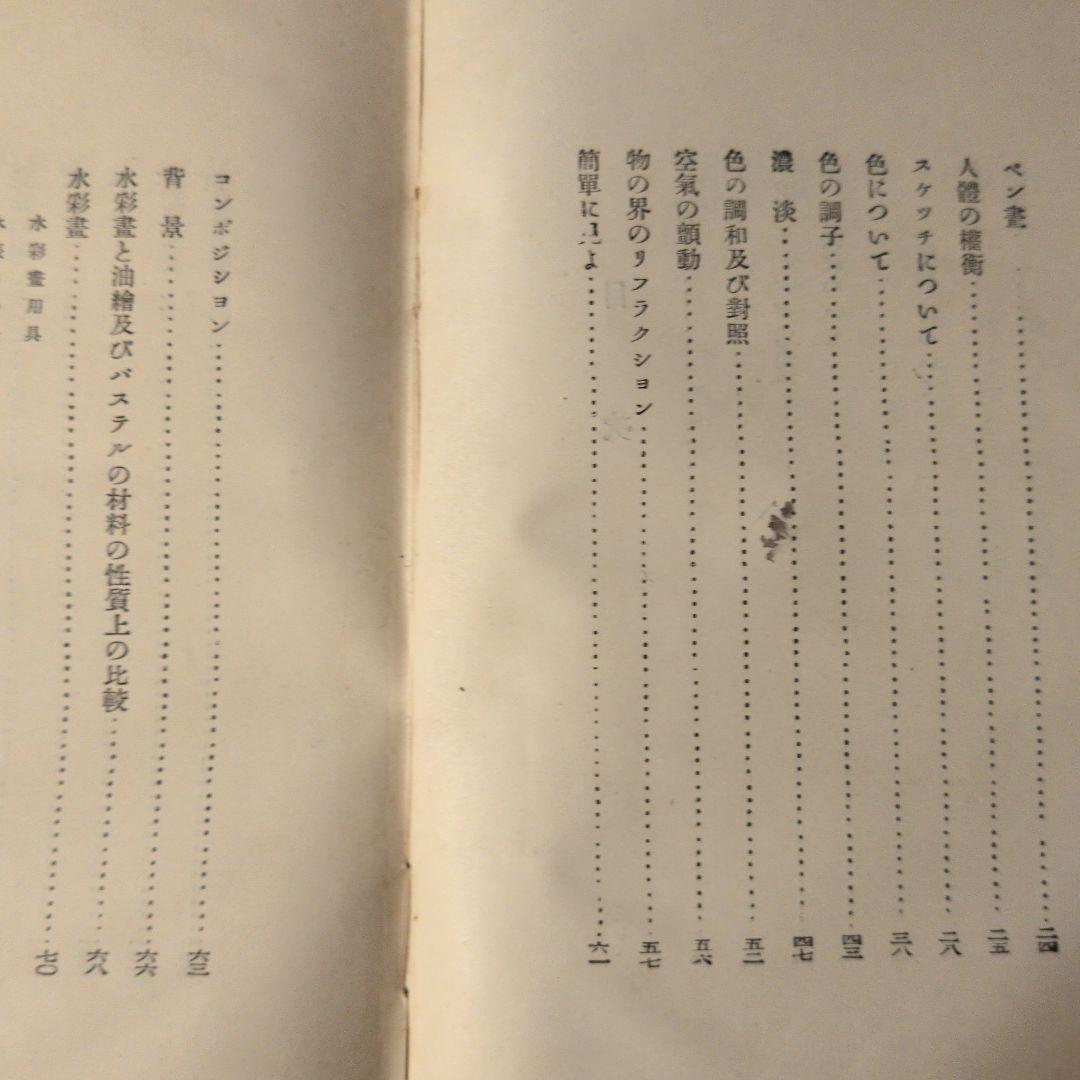 ペン畫……二四
人體の權衡……二五
スケッチについて……二八
色について……三八
色の調子……四三
濃淡……四七
色の調和及び對照……五二
空氣の顫動……五六
物の界のリフラクション……五七
簡單に見よ……六一
コンポジション……六三
背景……六六
水彩畫と油繪及びパステルの材料の性質上の比較……六八
水彩畫……七〇
水彩畫用具